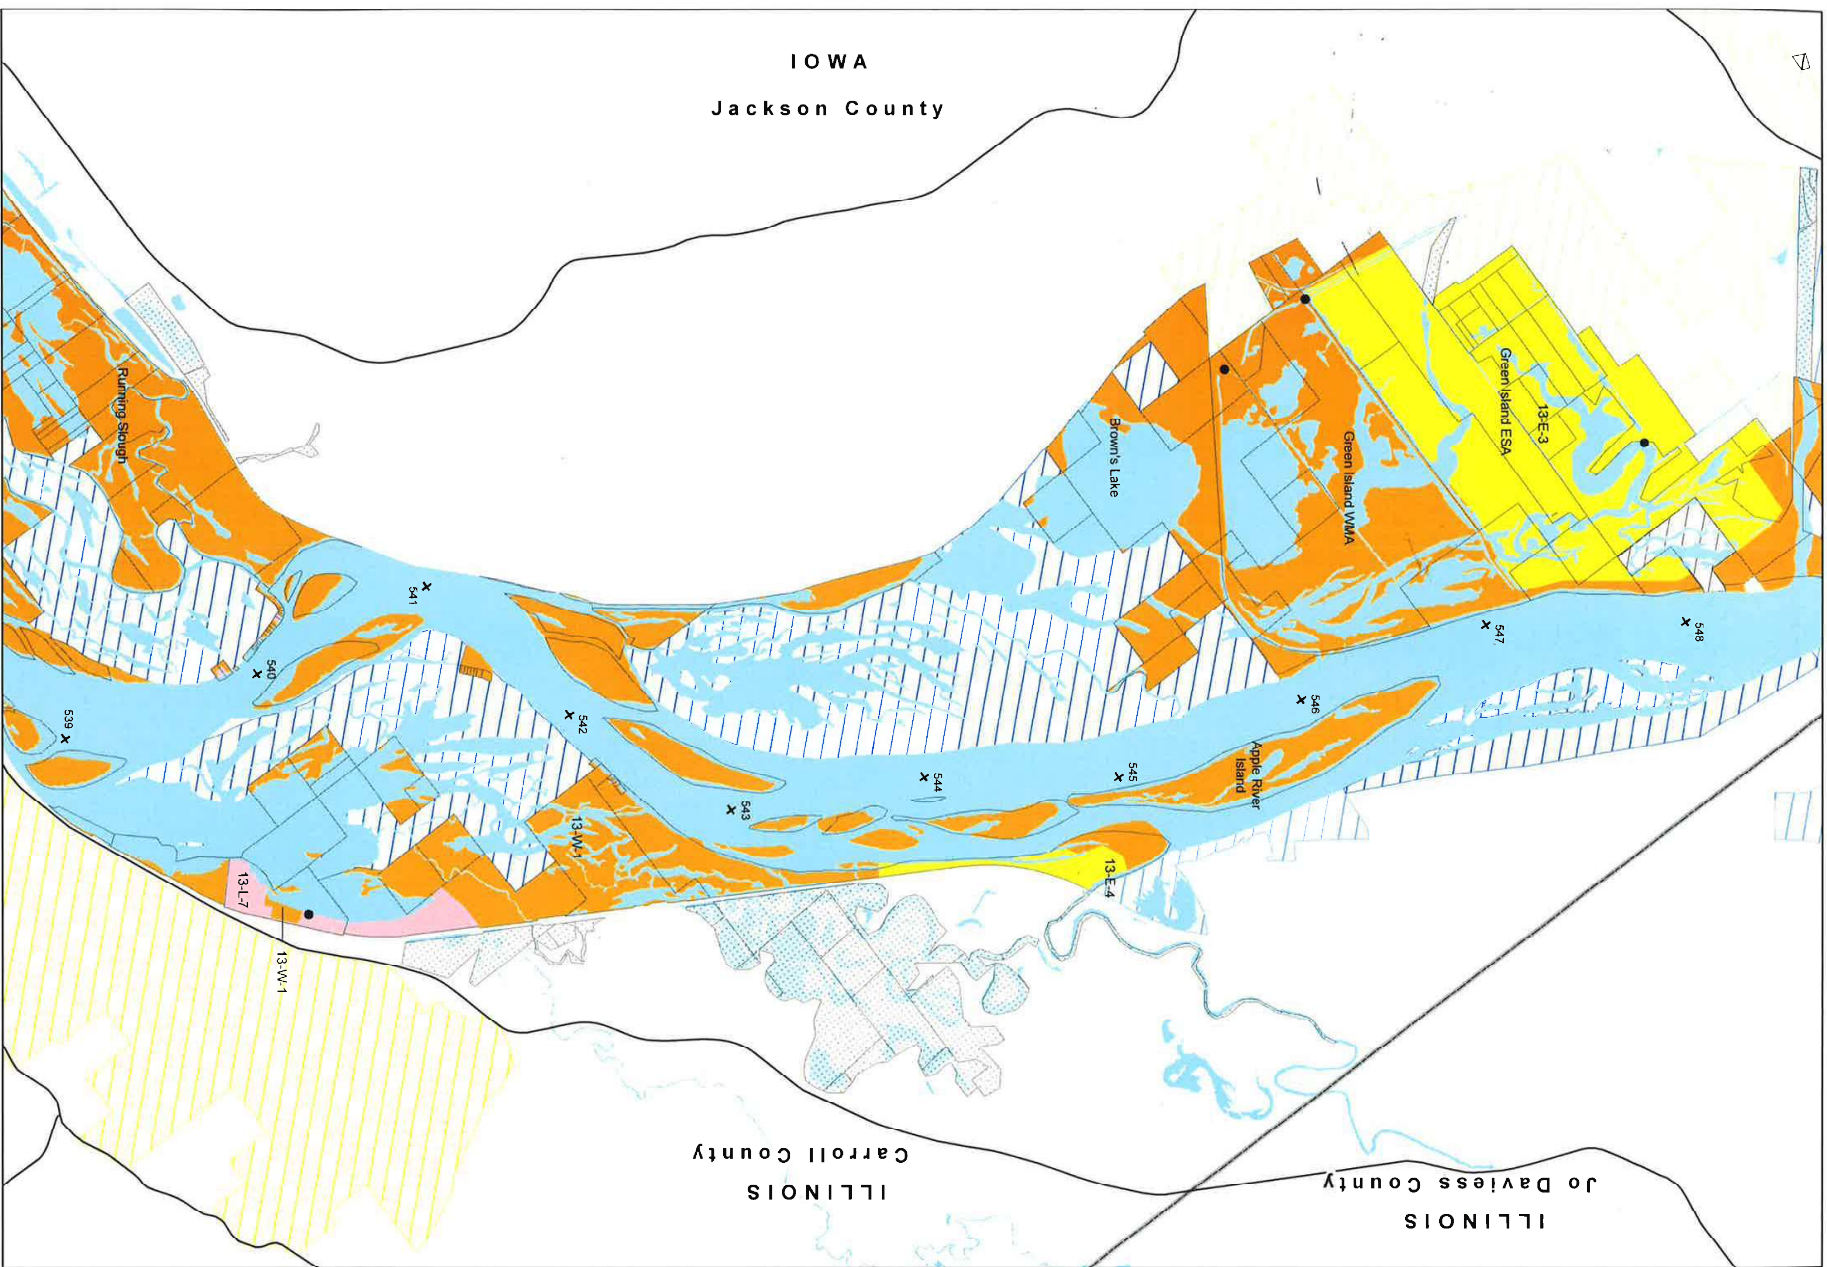 IOWA
Jackson County
Green Island ESA
13-E-3
Green Island WMA
Brown's Lake
Running Slough
548
547
546
545
544
543
542
541
540
539
Apple River
Island
13-W-1
13-E-4
13-L-7
13-W-1
ILLINOIS
Carroll County
ILLINOIS
Jo Daviess County